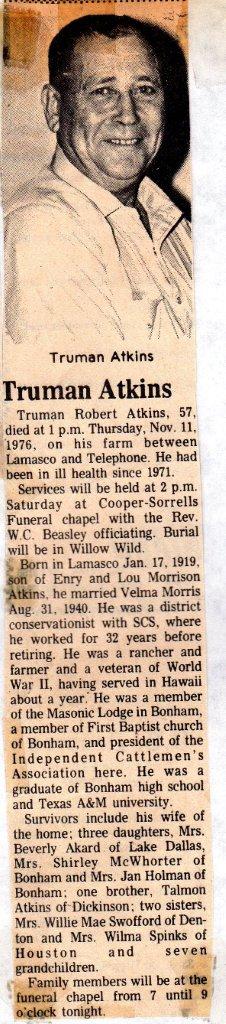 Truman Atkins
Truman Atkins
Truman Robert Atkins, 57,
died at 1 p.m. Thursday, Nov. 11,
1976, on his farm between
Lamasco and Telephone. He had
been in ill health since 1971.
Services will be held at 2 p.m.
Saturday at Cooper-Sorrells
Funeral chapel with the Rev.
W.C. Beasley officiating. Burial
will be in Willow Wild.
Born in Lamasco Jan. 17, 1919,
son of Enry and Lou Morrison
Atkins, he married Velma Morris
Aug. 31, 1940. He was a district
conservationist with SCS, where
he worked for 32 years before
retiring. He was a rancher and
farmer and a veteran of World
War II, having served in Hawaii
about a year. He was a member
of the Masonic Lodge in Bonham,
a member of First Baptist church
of Bonham, and president of the
Independent Cattlemen's
Association here. He was a
graduate of Bonham high school
and Texas A&M university.
Survivors include his wife of
the home; three daughters, Mrs.
Beverly Akard of Lake Dallas,
Mrs. Shirley McWhorter of
Bonham and Mrs. Jan Holman of
Bonham; one brother, Talmon
Atkins of Dickinson; two sisters,
Mrs. Willie Mae Swofford of Den-
ton and Mrs. Wilma Spinks of
Houston and seven
grandchildren.
Family members will be at the
funeral chapel from 7 until 9
o'clock tonight.